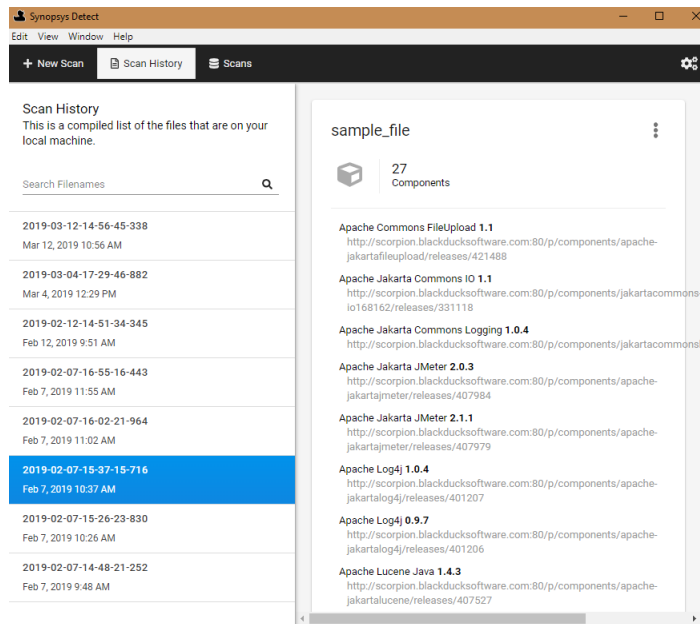 Synopsys Detect
Edit View Window Help
New Scan
Scan History
Scans
Scan History
This is a compiled list of the files that are on your
local machine.
Search Filenames
2019-03-12-14-56-45-338
Mar 12, 2019 10:56 AM
2019-03-04-17-29-46-882
Mar 4, 2019 12:29 PM
2019-02-12-14-51-34-345
Feb 12, 2019 9:51 AM
2019-02-07-16-55-16-443
Feb 7, 2019 11:55 AM
2019-02-07-16-02-21-964
Feb 7, 2019 11:02 AM
2019-02-07-15-37-15-716
Feb 7, 2019 10:37 AM
2019-02-07-15-26-23-830
Feb 7, 2019 10:26 AM
2019-02-07-14-48-21-252
Feb 7, 2019 9:48 AM
sample_file
27
Components
Apache Commons FileUpload 1.1
http://scorpion.blackducksoftware.com:80/p/components/apache-
jakartafileupload/releases/421488
Apache Jakarta Commons IO 1.1
http://scorpion.blackducksoftware.com:80/p/components/jakartacommons-
io168162/releases/331118
Apache Jakarta Commons Logging 1.0.4
http://scorpion.blackducksoftware.com:80/p/components/jakartacommons
Apache Jakarta JMeter 2.0.3
http://scorpion.blackducksoftware.com:80/p/components/apache-
jakartajmeter/releases/407984
Apache Jakarta JMeter 2.1.1
http://scorpion.blackducksoftware.com:80/p/components/apache-
jakartajmeter/releases/407979
Apache Log4j 1.0.4
http://scorpion.blackducksoftware.com:80/p/components/apache-
jakartalog4j/releases/401207
Apache Log4j 0.9.7
http://scorpion.blackducksoftware.com:80/p/components/apache-
jakartalog4j/releases/401206
Apache Lucene Java 1.4.3
http://scorpion.blackducksoftware.com:80/p/components/apache-
jakartalucene/releases/407527